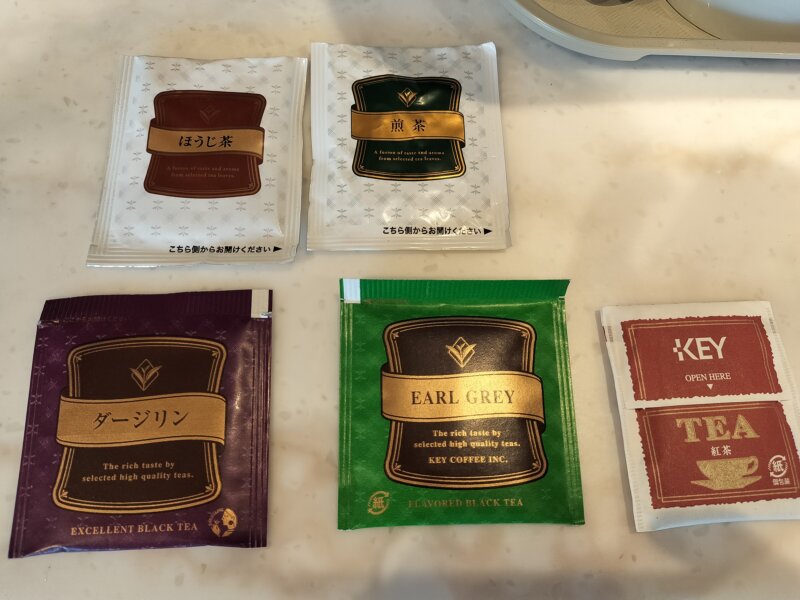 ほうじ茶
A fusion of taste and aroma
from selected tea leaves.
こちら側からお開けください▶
煎茶
A fusion of taste and aroma
from selected tea leaves.
こちら側からお開けください▶
ダージリン
The rich taste by
selected high quality teas.
EXCELLENT BLACK TEA
EARL GREY
The rich taste by
selected high quality teas.
KEY COFFEE INC.
紙
FLAVORED BLACK TEA
KEY
OPEN HERE
▼
TEA
紅茶
紙
個包装